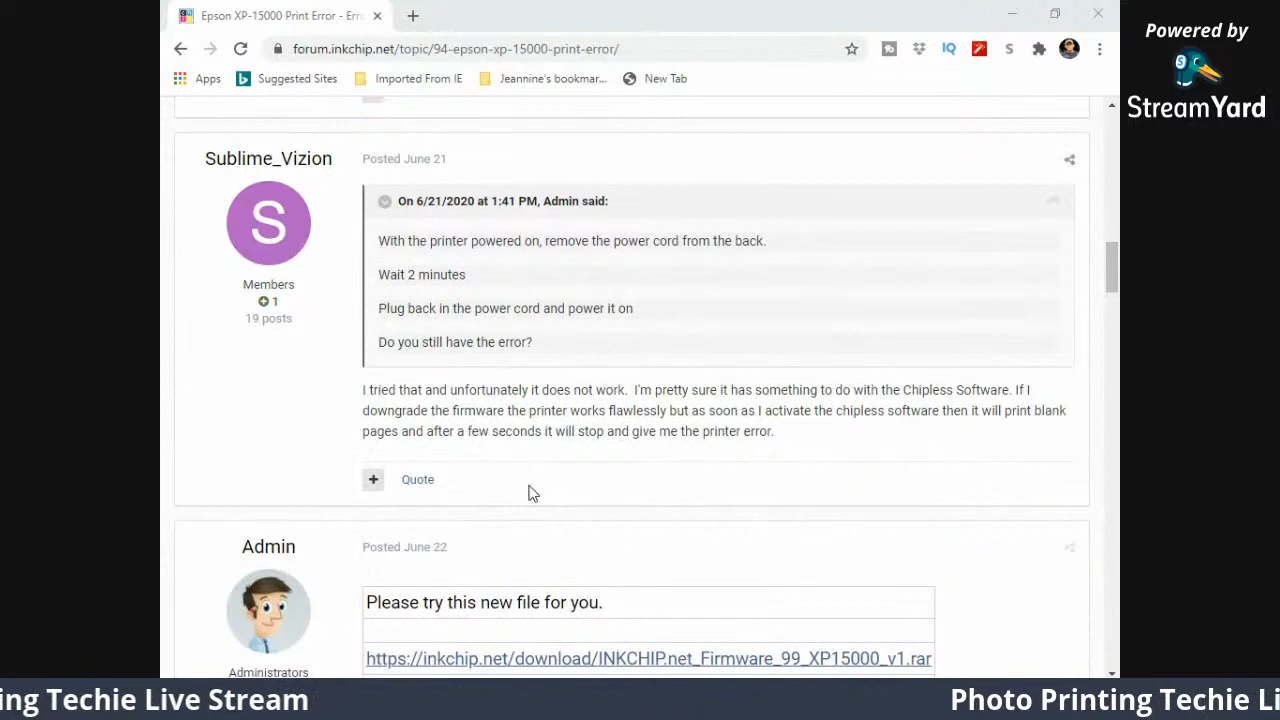 Epson XP-15000 Print Error - Erro
forum.inkchip.net/topic/94-epson-xp-15000-print-error/
IQ
S
Apps
Suggested Sites
Imported From IE
Jeannine's bookmar...
New Tab
Powered by
StreamYard
Sublime_Vizion
Posted June 21
S
Members
1
19 posts
On 6/21/2020 at 1:41 PM, Admin said:
With the printer powered on, remove the power cord from the back.
Wait 2 minutes
Plug back in the power cord and power it on
Do you still have the error?
I tried that and unfortunately it does not work. I'm pretty sure it has something to do with the Chipless Software. If I
downgrade the firmware the printer works flawlessly but as soon as I activate the chipless software then it will print blank
pages and after a few seconds it will stop and give me the printer error.
+ Quote
Admin
Posted June 22
Administrators
Please try this new file for you.
https://inkchip.net/download/INKCHIP.net_Firmware_99_XP15000_v1.rar
ing Techie Live Stream
Photo Printing Techie Li